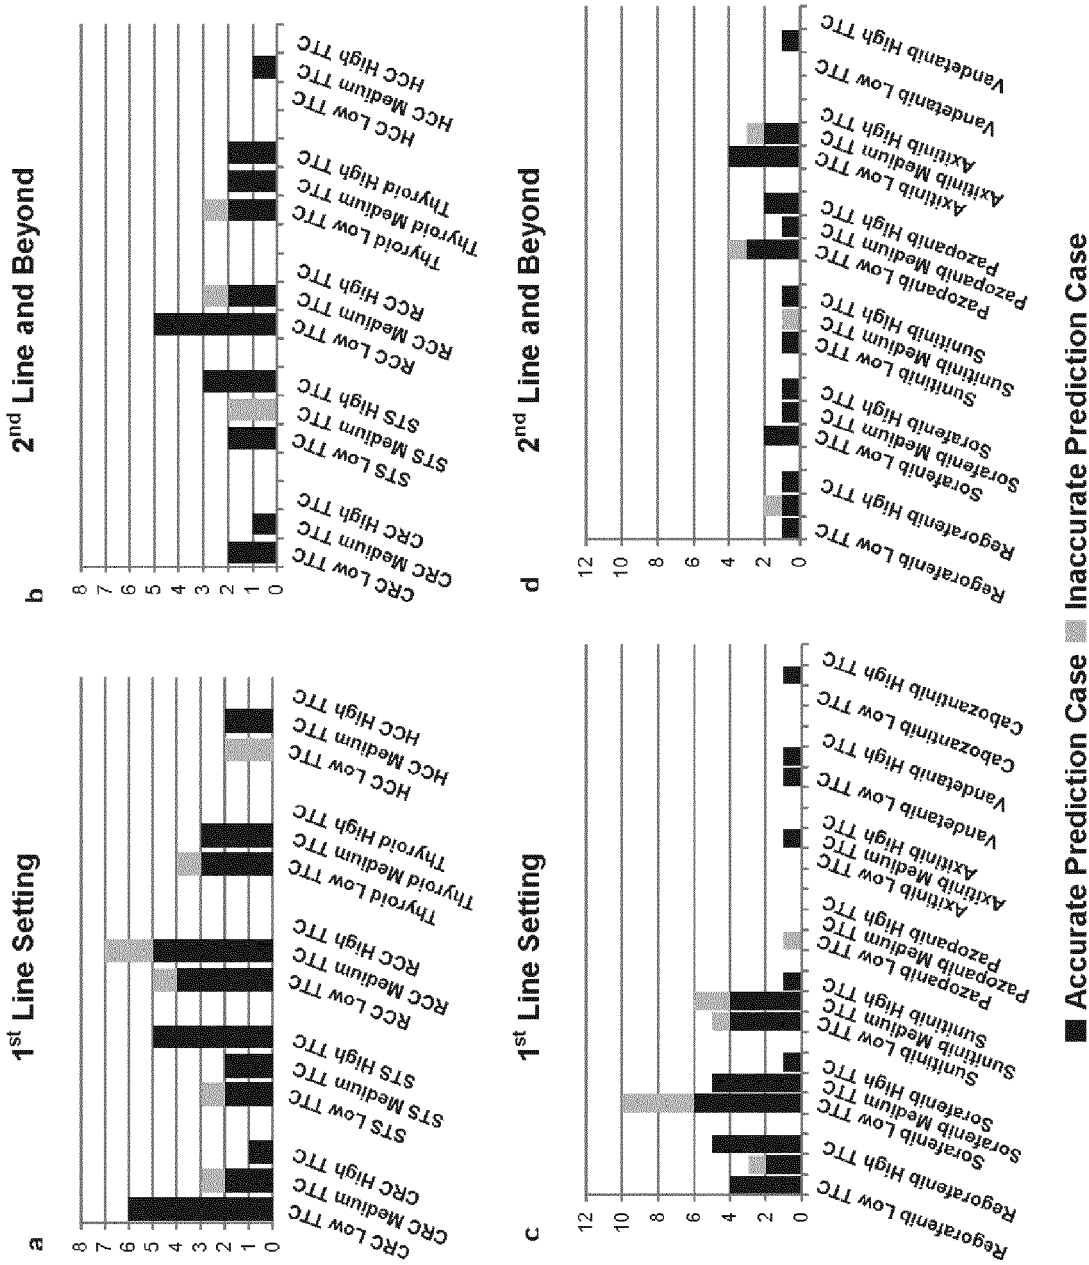 a
1st Line Setting
8
7
6
5
4
3
2
1
0
CRC Low TTC
CRC Medium TTC
CRC High TTC
STS Low TTC
STS Medium TTC
STS High TTC
RCC Low TTC
RCC Medium TTC
RCC High TTC
Thyroid Low TTC
Thyroid Medium TTC
Thyroid High TTC
HCC Low TTC
HCC Medium TTC
HCC High TTC
b
2nd Line and Beyond
8
7
6
5
4
3
2
1
0
CRC Low TTC
CRC Medium TTC
CRC High TTC
STS Low TTC
STS Medium TTC
STS High TTC
RCC Low TTC
RCC Medium TTC
RCC High TTC
Thyroid Low TTC
Thyroid Medium TTC
Thyroid High TTC
HCC Low TTC
HCC Medium TTC
HCC High TTC
c
1st Line Setting
12
10
8
6
4
2
0
Regorafenib Low TTC
Regorafenib High TTC
Sorafenib Low TTC
Sorafenib Medium TTC
Sorafenib High TTC
Sunitinib Low TTC
Sunitinib Medium TTC
Sunitinib High TTC
Pazopanib Low TTC
Pazopanib Medium TTC
Pazopanib High TTC
Axitinib Low TTC
Axitinib Medium TTC
Axitinib High TTC
Vandetanib Low TTC
Vandetanib High TTC
Cabozantinib Low TTC
Cabozantinib High TTC
d
2nd Line and Beyond
12
10
8
6
4
2
0
Regorafenib Low TTC
Regorafenib High TTC
Sorafenib Low TTC
Sorafenib Medium TTC
Sorafenib High TTC
Sunitinib Low TTC
Sunitinib Medium TTC
Sunitinib High TTC
Pazopanib Low TTC
Pazopanib Medium TTC
Pazopanib High TTC
Axitinib Low TTC
Axitinib Medium TTC
Axitinib High TTC
Vandetanib Low TTC
Vandetanib High TTC
Accurate Prediction Case Inaccurate Prediction Case